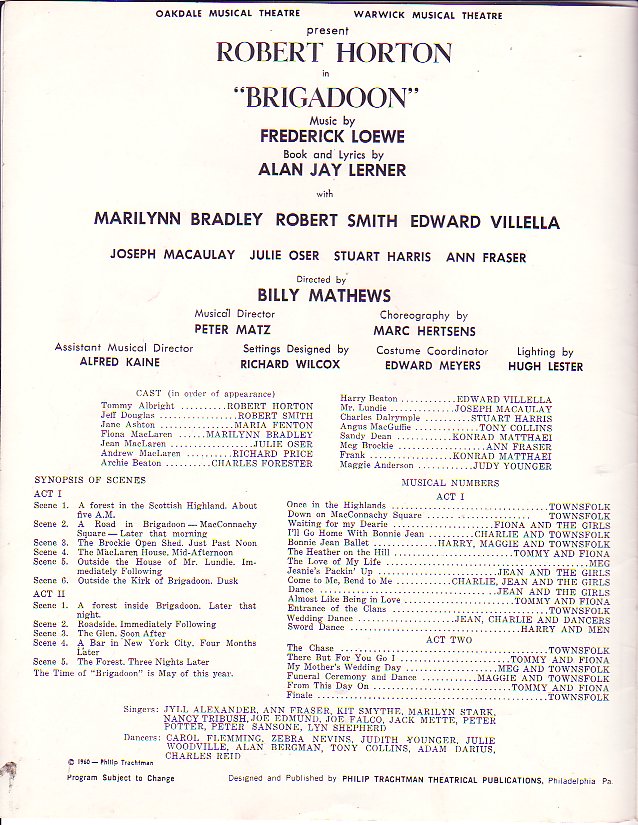 OAKDALE MUSICAL THEATRE WARWICK MUSICAL THEATRE
present
ROBERT HORTON
in
"BRIGADOON"
Music by
FREDERICK LOEWE
Book and Lyrics by
ALAN JAY LERNER
with
MARILYNN BRADLEY ROBERT SMITH EDWARD VILLELLA
JOSEPH MACAULAY JULIE OSER STUART HARRIS ANN FRASER
Directed by
BILLY MATHEWS
Musical Director
PETER MATZ
Choreography by
MARC HERTSENS
Assistant Musical Director
ALFRED KAINE
Settings Designed by
RICHARD WILCOX
Costume Coordinator
EDWARD MEYERS
Lighting by
HUGH LESTER
CAST (in order of appearance)
Tommy Albright ..........ROBERT HORTON
Jeff Douglas ......................ROBERT SMITH
Jane Ashton ................MARIA FENTON
Fiona MacLaren ......MARILYNN BRADLEY
Jean MacLaren .................JULIE OSER
Andrew MacLaren .........RICHARD PRICE
Archie Beaton .........CHARLES FORESTER
Harry Beaton ...........EDWARD VILLELLA
Mr. Lundie ............JOSEPH MACAULAY
Charles Dalrymple .........STUART HARRIS
Angus MacGuffie ............TONY COLLINS
Sandy Dean ...........KONRAD MATTHAEI
Meg Brockie ..................ANN FRASER
Frank .................KONRAD MATTHAEI
Maggie Anderson ...........JUDY YOUNGER
SYNOPSIS OF SCENES
ACT I
Scene 1. A forest in the Scottish Highland. About
five A.M.
Scene 2. A Road in Brigadoon — MacConnachy
Square — Later that morning
Scene 3. The Brockie Open Shed. Just Past Noon
Scene 4. The MacLaren House. Mid-Afternoon
Scene 5. Outside the House of Mr. Lundie. Im-
mediately Following
Scene 6. Outside the Kirk of Brigadoon. Dusk
ACT II
Scene 1. A forest inside Brigadoon. Later that
night.
Scene 2. Roadside. Immediately Following
Scene 3. The Glen. Soon After
Scene 4. A Bar in New York City. Four Months
Later
Scene 5. The Forest. Three Nights Later
The Time of "Brigadoon" is May of this year.
MUSICAL NUMBERS
ACT I
Once in the Highlands ..............................TOWNSFOLK
Down on MacConnachy Square ...................... TOWNSFOLK
Waiting for my Dearie ....................FIONA AND THE GIRLS
I'll Go Home With Bonnie Jean ........CHARLIE AND TOWNSFOLK
Bonnie Jean Ballet ............HARRY, MAGGIE AND TOWNSFOLK
The Heather on the Hill ......................TOMMY AND FIONA
The Love of My Life .....................................MEG
Jeanie's Packin' Up ......................JEAN AND THE GIRLS
Come to Me, Bend to Me ..........CHARLIE, JEAN AND THE GIRLS
Dance ....................................JEAN AND THE GIRLS
Almost Like Being in Love ....................TOMMY AND FIONA
Entrance of the Clans ..............................TOWNSFOLK
Wedding Dance ..................JEAN, CHARLIE AND DANCERS
Sword Dance ..................................HARRY AND MEN
ACT TWO
The Chase ........................................TOWNSFOLK
There But For You Go I ....................TOMMY AND FIONA
My Mother's Wedding Day .................MEG AND TOWNSFOLK
Funeral Ceremony and Dance ..........MAGGIE AND TOWNSFOLK
From This Day On .........................TOMMY AND FIONA
Finale ...........................................TOWNSFOLK
Singers: JYLL ALEXANDER, ANN FRASER, KIT SMYTHE, MARILYN STARK,
NANCY TRIBUSH, JOE EDMUND, JOE FALCO, JACK METTE, PETER
POTTER, PETER SANSONE, LYN SHEPHERD
Dancers: CAROL FLEMMING, ZEBRA NEVINS, JUDITH YOUNGER, JULIE
WOODVILLE, ALAN BERGMAN, TONY COLLINS, ADAM DARIUS,
CHARLES REID
© 1960 — Philip Trachtman
Program Subject to Change
Designed and Published by PHILIP TRACHTMAN THEATRICAL PUBLICATIONS, Philadelphia Pa.